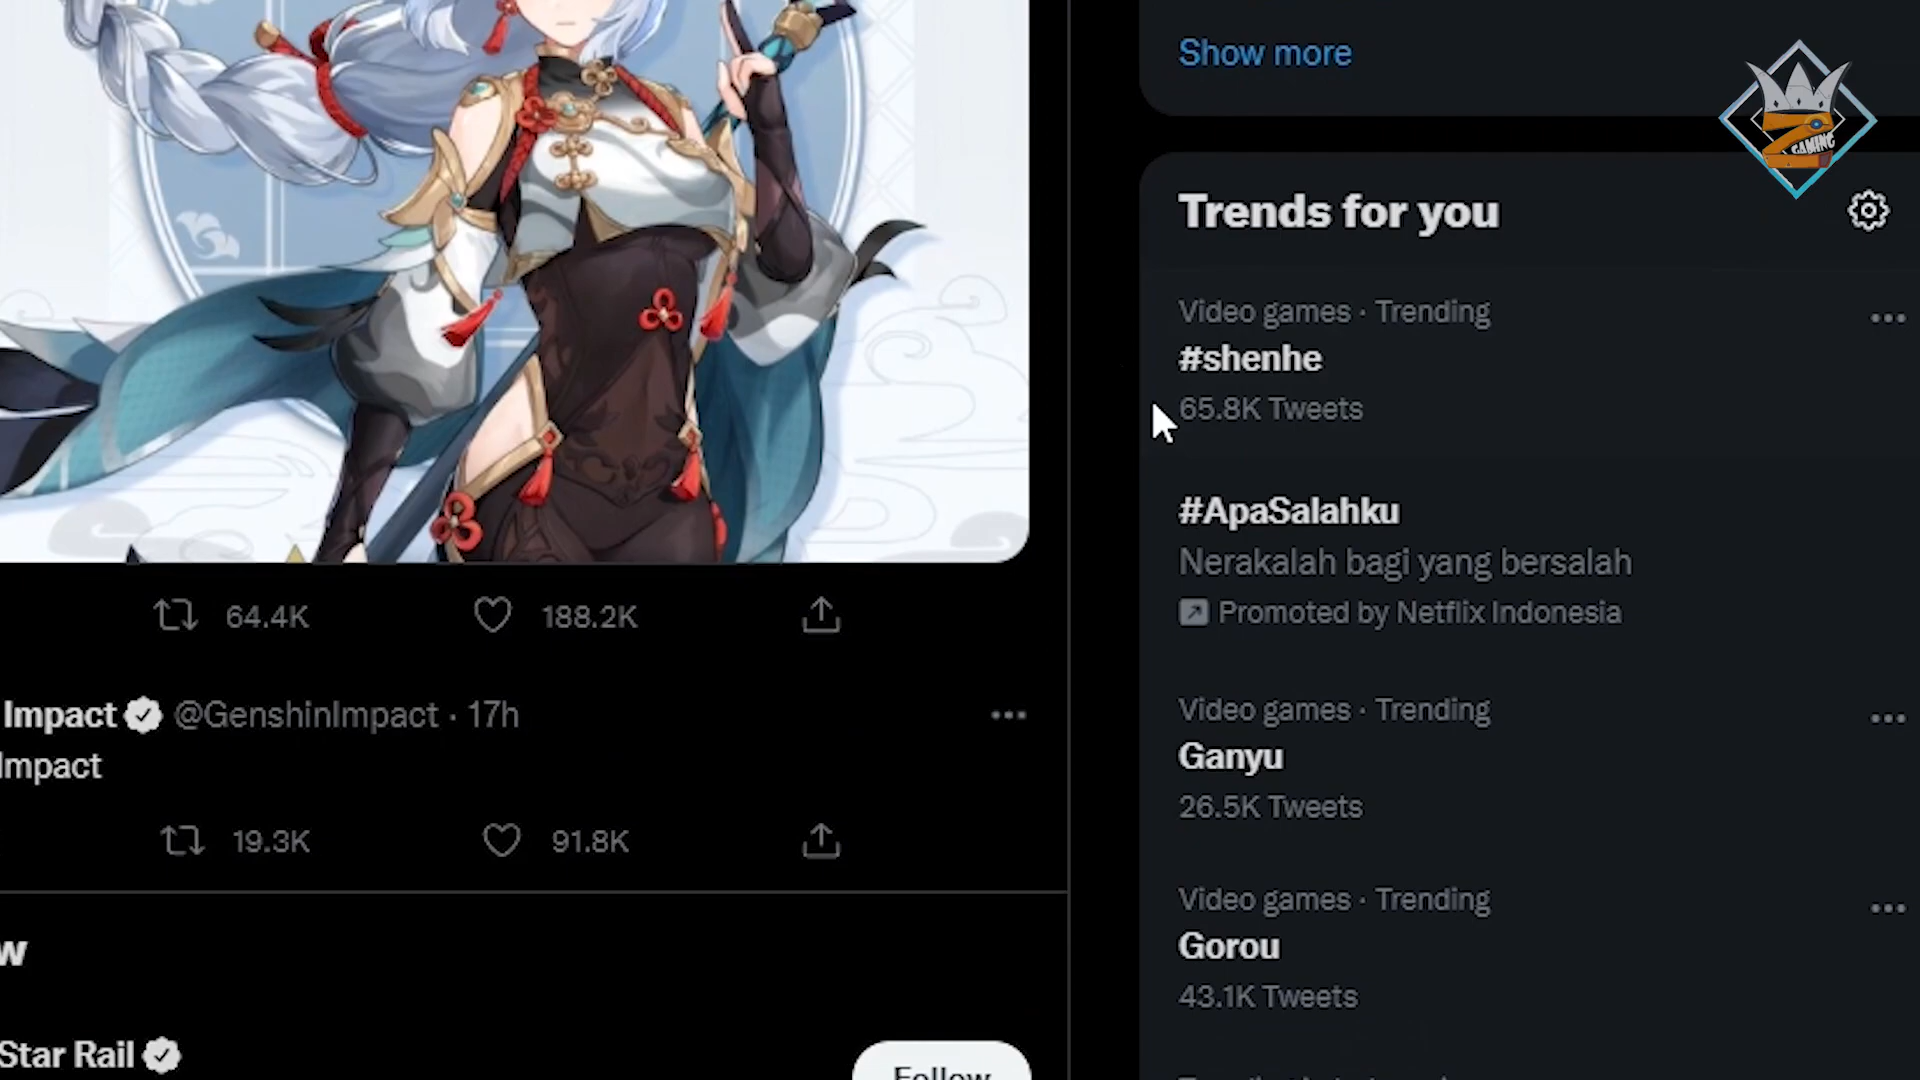 64.4K 188.2K
Impact @GenshinImpact · 17h
Impact
19.3K 91.8K
w
Star Rail
Follow
Show more
GAMING
Trends for you
Video games · Trending
#shenhe
65.8K Tweets
#ApaSalahku
Nerakalah bagi yang bersalah
Promoted by Netflix Indonesia
Video games · Trending
Ganyu
26.5K Tweets
Video games · Trending
Gorou
43.1K Tweets